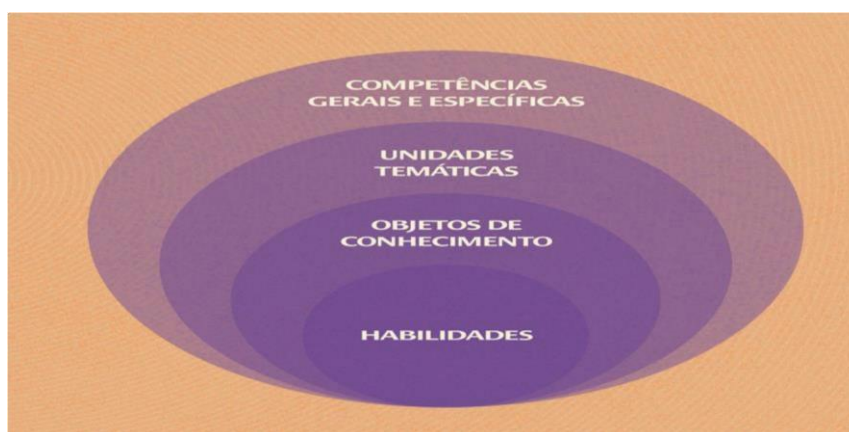 COMPETÊNCIAS
GERAIS E ESPECÍFICAS
UNIDADES
TEMÁTICAS
OBJETOS DE
CONHECIMENTO
HABILIDADES